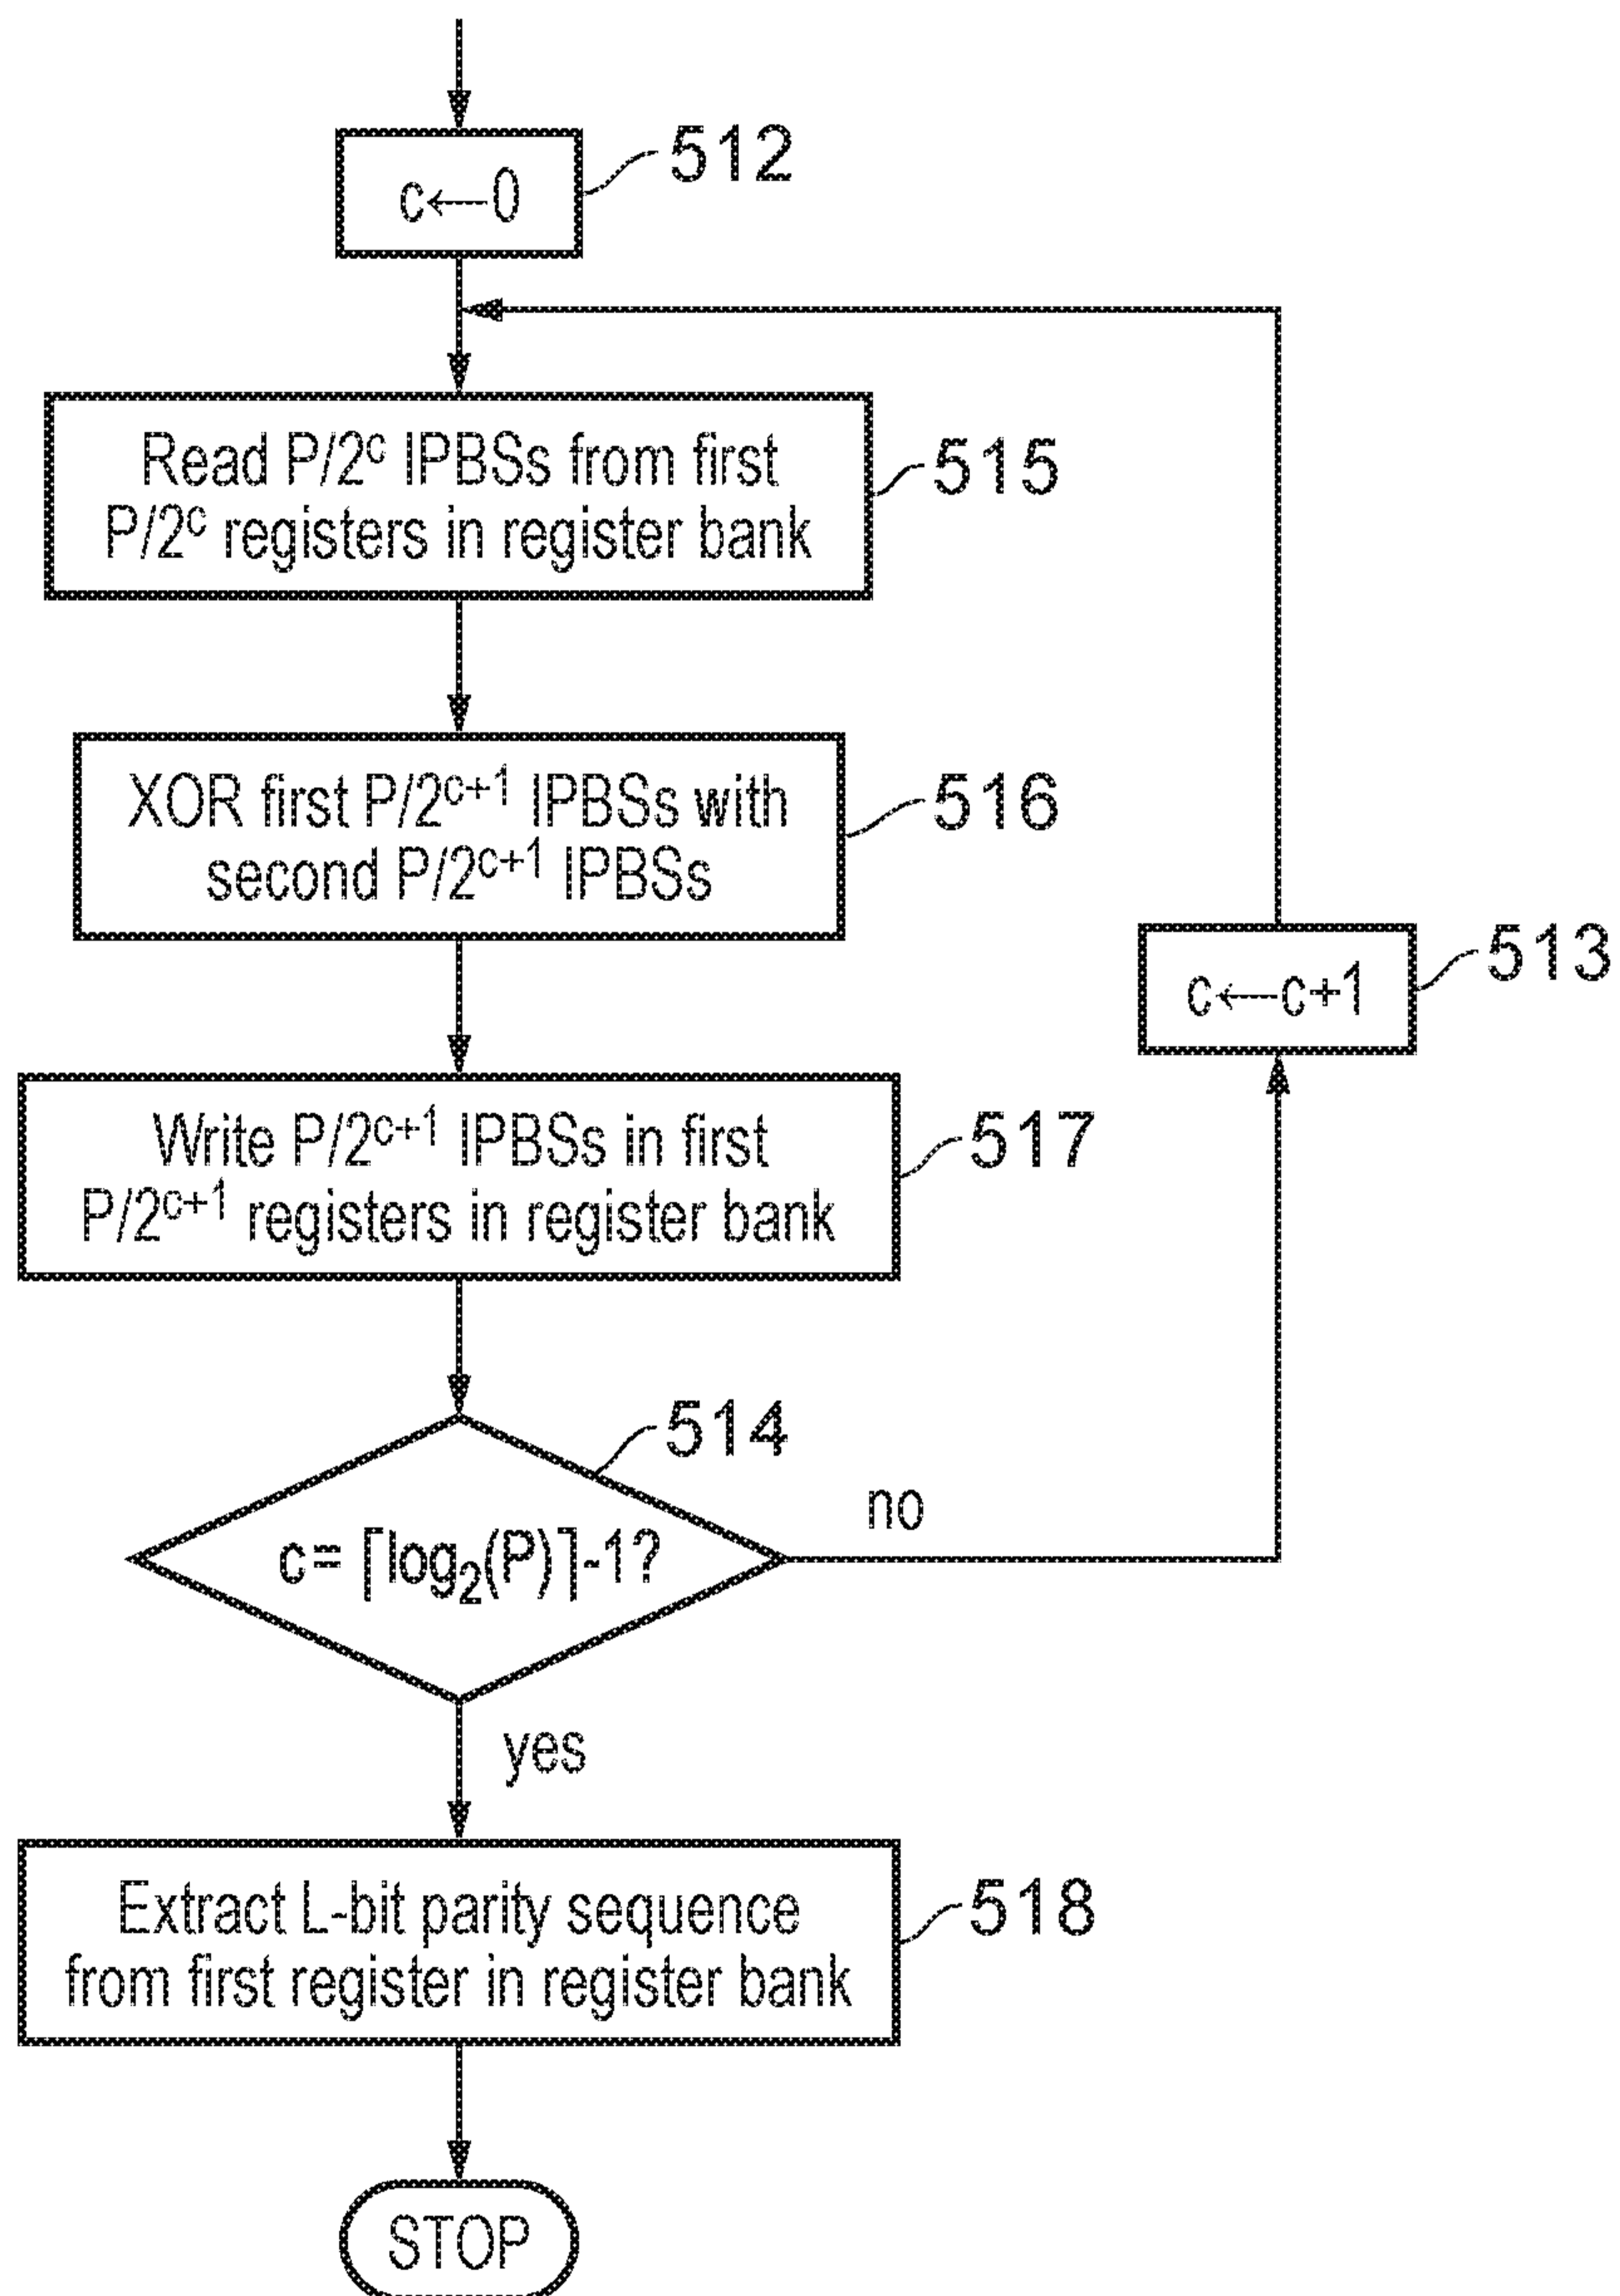 512
c←0
Read P/2ᶜ IPBSs from first
P/2ᶜ registers in register bank
515
XOR first P/2ᶜ⁺¹ IPBSs with
second P/2ᶜ⁺¹ IPBSs
516
c←c+1
513
Write P/2ᶜ⁺¹ IPBSs in first
P/2ᶜ⁺¹ registers in register bank
517
514
c= ⌈log₂(P)⌉-1?
no
yes
Extract L-bit parity sequence
from first register in register bank
518
STOP